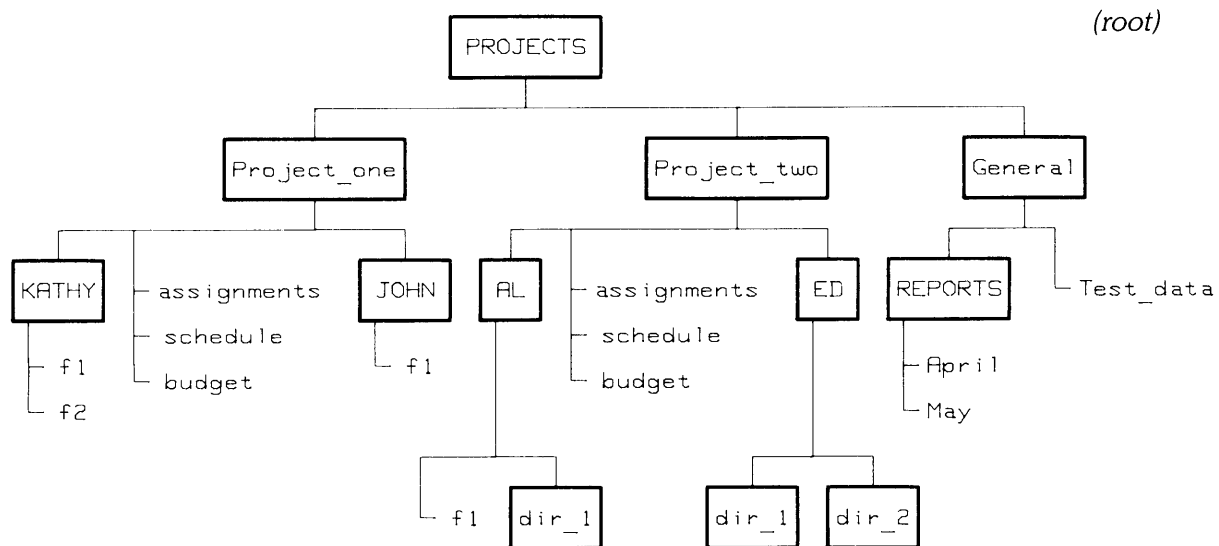 (root)
PROJECTS
Project_one
Project_two
General
KATHY
assignments
JOHN
AL
assignments
ED
REPORTS
Test_data
schedule
schedule
f1
budget
f1
budget
April
f2
May
f1
dir_1
dir_1
dir_2